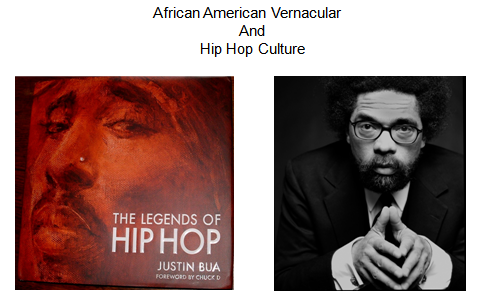 African American Vernacular
And
Hip Hop Culture
THE LEGENDS OF
HIP HOP
JUSTIN BUA
FOREWORD BY CHUCK D